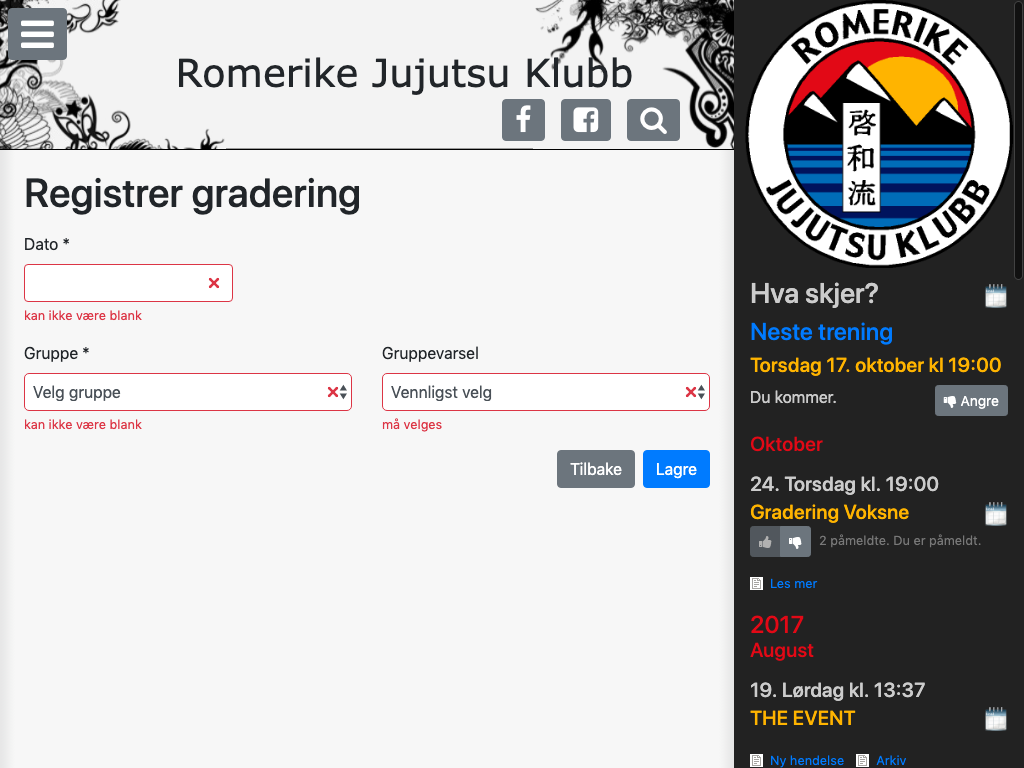 Romerike Jujutsu Klubb
Registrer gradering
Dato *
kan ikke være blank
Gruppe *
Gruppevarsel
Velg gruppe
Vennligst velg
kan ikke være blank
må velges
Tilbake
Lagre
ROMERIKE
啓和流
JUJUTSU KLUBB
Hva skjer?
Neste trening
Torsdag 17. oktober kl 19:00
Du kommer.
Angre
Oktober
24. Torsdag kl. 19:00
Gradering Voksne
2 påmeldte. Du er påmeldt.
Les mer
2017
August
19. Lørdag kl. 13:37
THE EVENT
Ny hendelse
Arkiv